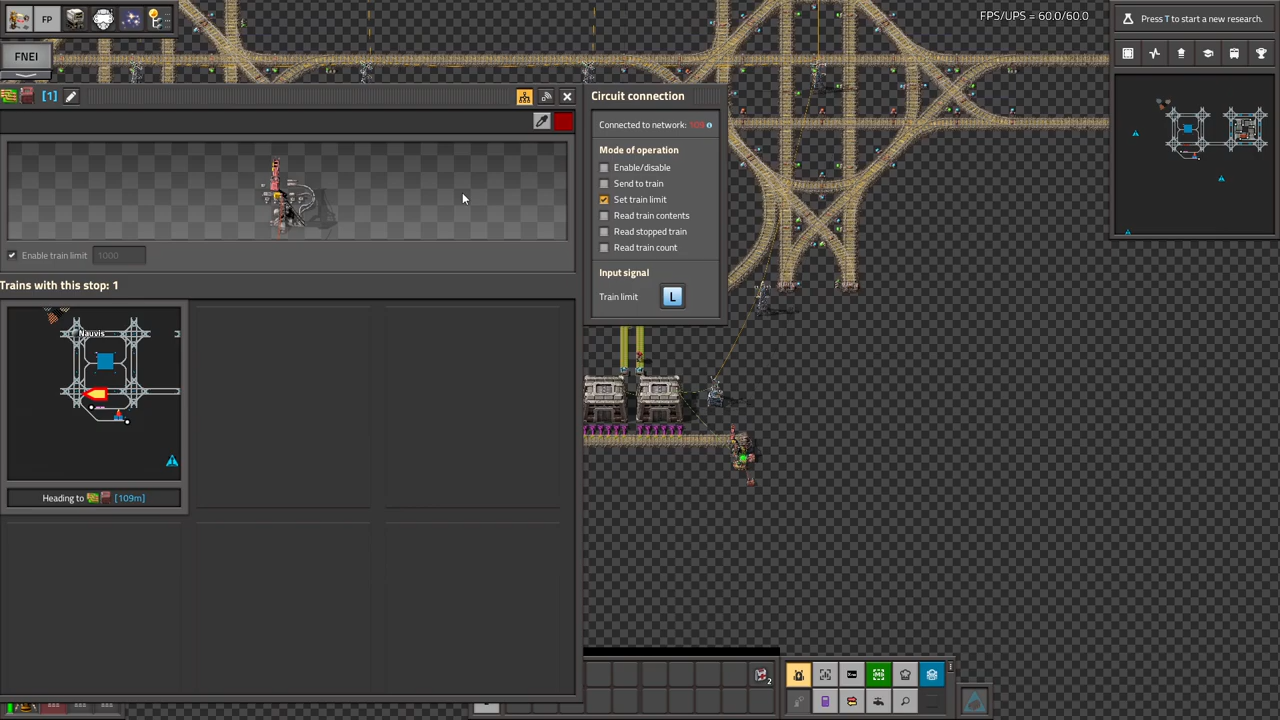 FP
FPS/UPS = 60.0/60.0
Press T to start a new research.
FNEI
[1]
Circuit connection
Connected to network: 509
Mode of operation
Enable/disable
Send to train
Set train limit
Read train contents
Read stopped train
Read train count
Enable train limit 1000
Input signal
Trains with this stop: 1
Train limit L
Nauvis
Heading to [109m]
2